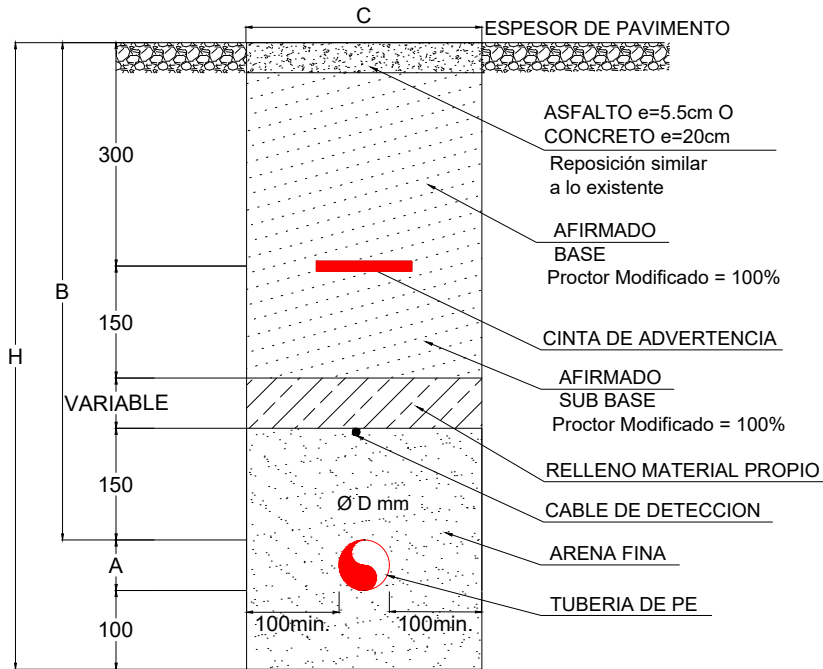 C
ESPESOR DE PAVIMENTO
ASFALTO e=5.5cm O
CONCRETO e=20cm
Reposición similar
a lo existente
300
AFIRMADO
BASE
Proctor Modificado = 100%
B
150
H
CINTA DE ADVERTENCIA
AFIRMADO
SUB BASE
Proctor Modificado = 100%
VARIABLE
RELLENO MATERIAL PROPIO
150
Ø D mm
CABLE DE DETECCION
ARENA FINA
A
TUBERIA DE PE
100
100min.
100min.